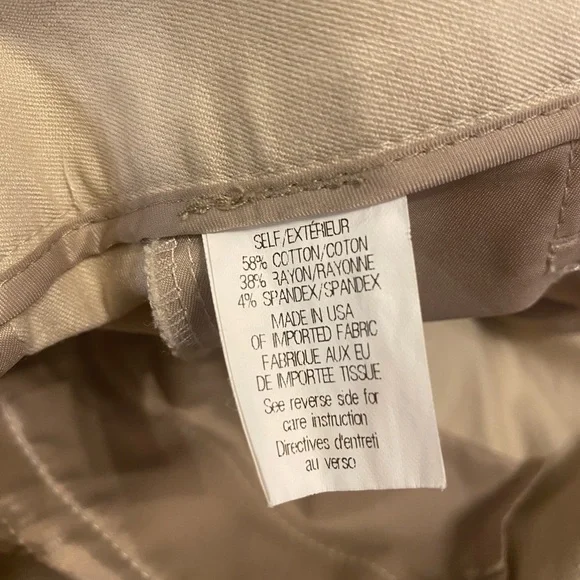 SELF/EXTÉRIEUR
58% COTTON/COTON
38% RAYON/RAYONNE
4% SPANDEX/SPANDEX
MADE IN USA
OF IMPORTED FABRIC
FABRIQUE AUX EU
DE IMPORTEE TISSUE
See reverse side for
care instruction
Directives d'entreti
au verso